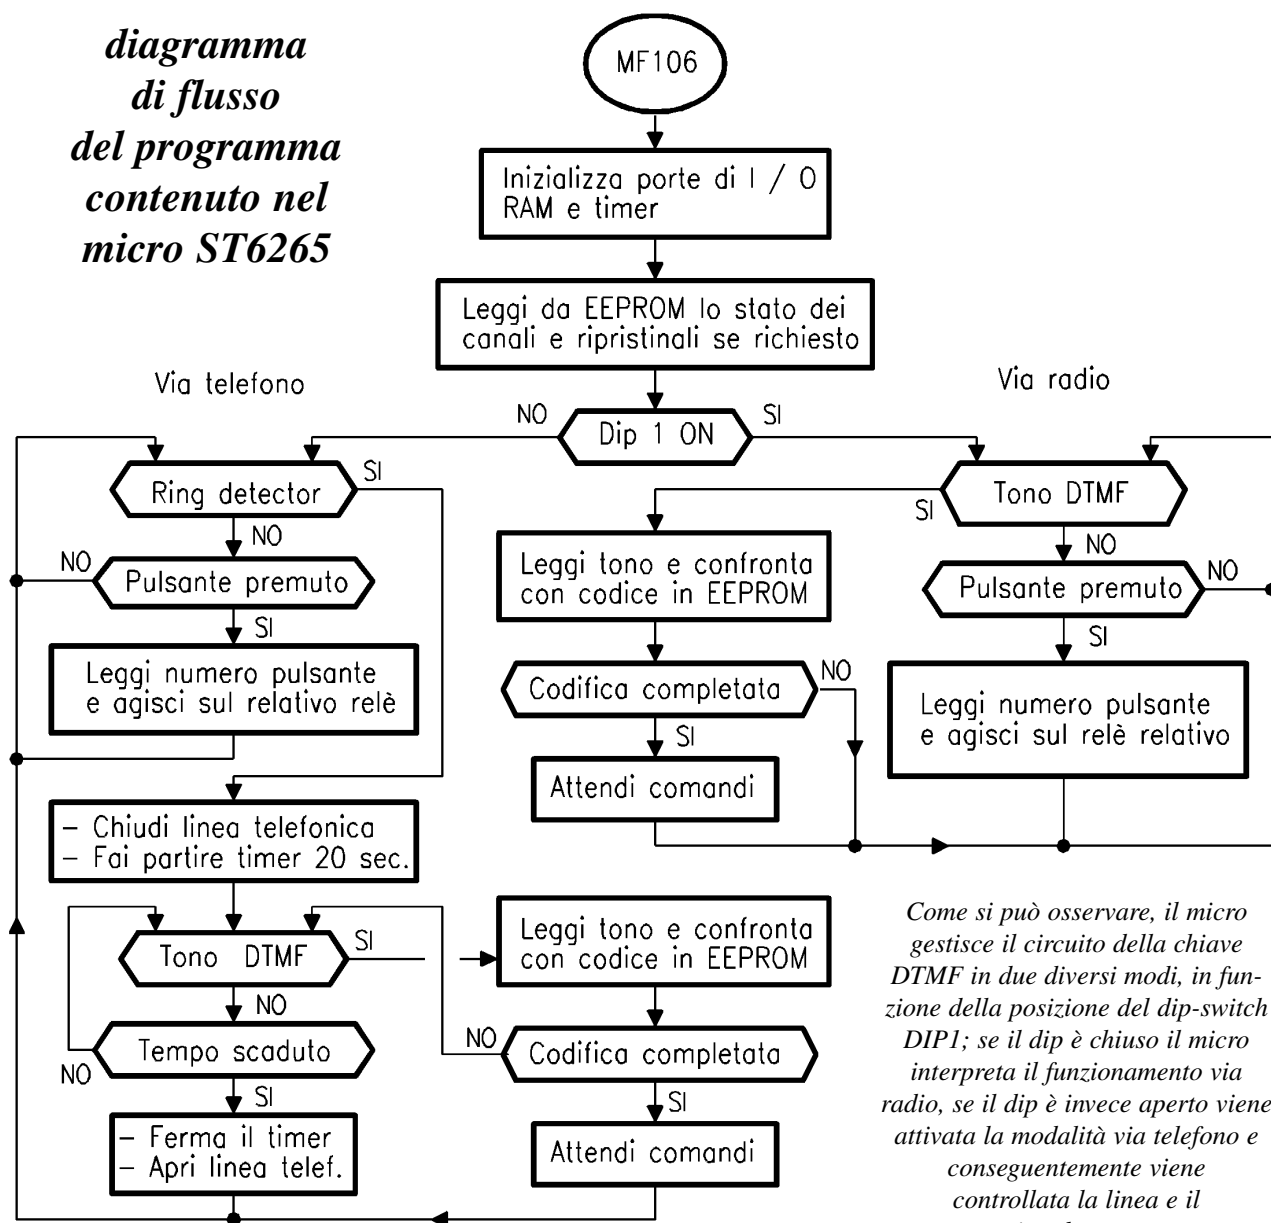 diagramma
di flusso
del programma
contenuto nel
micro ST6265
MF106
Inizializza porte di I / O
RAM e timer
Leggi da EEPROM lo stato dei
canali e ripristinali se richiesto
Via telefono
Via radio
NO
SI
Dip 1 ON
Ring detector
SI
NO
NO
Pulsante premuto
SI
Leggi numero pulsante
e agisci sul relativo relè
Tono DTMF
SI
NO
Pulsante premuto
NO
SI
Leggi numero pulsante
e agisci sul relè relativo
Leggi tono e confronta
con codice in EEPROM
Codifica completata
NO
SI
Attendi comandi
- Chiudi linea telefonica
- Fai partire timer 20 sec.
Tono DTMF
SI
NO
Tempo scaduto
NO
SI
- Ferma il timer
- Apri linea telef.
Leggi tono e confronta
con codice in EEPROM
NO
Codifica completata
SI
Attendi comandi
Come si può osservare, il micro
gestisce il circuito della chiave
DTMF in due diversi modi, in fun-
zione della posizione del dip-switch
DIP1; se il dip è chiuso il micro
interpreta il funzionamento via
radio, se il dip è invece aperto viene
attivata la modalità via telefono e
conseguentemente viene
controllata la linea e il